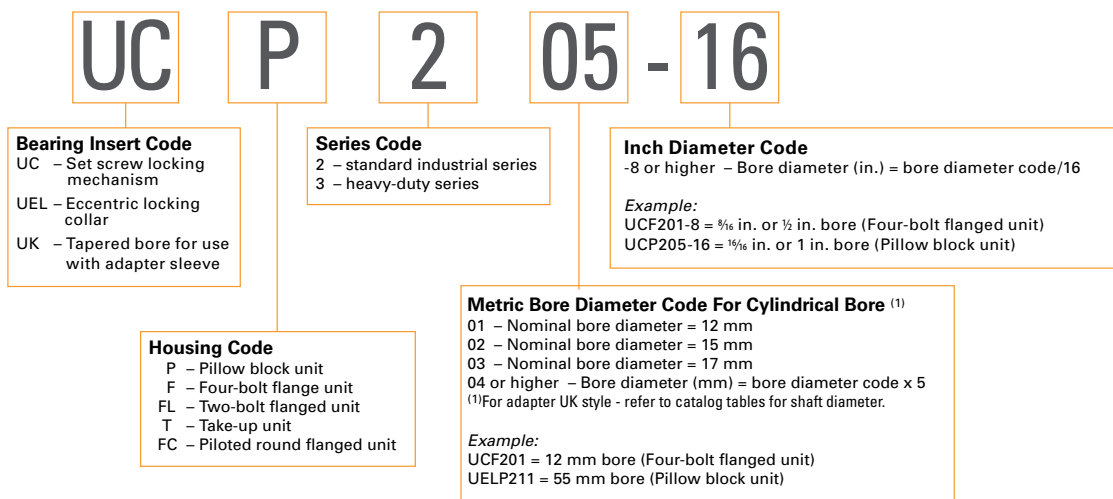 UC P 2 05 - 16
Bearing Insert Code
UC – Set screw locking
mechanism
UEL – Eccentric locking
collar
UK – Tapered bore for use
with adapter sleeve
Series Code
2 – standard industrial series
3 – heavy-duty series
Inch Diameter Code
-8 or higher – Bore diameter (in.) = bore diameter code/16
Example:
UCF201-8 = 8/16 in. or ½ in. bore (Four-bolt flanged unit)
UCP205-16 = 16/16 in. or 1 in. bore (Pillow block unit)
Housing Code
P – Pillow block unit
F – Four-bolt flange unit
FL – Two-bolt flanged unit
T – Take-up unit
FC – Piloted round flanged unit
Metric Bore Diameter Code For Cylindrical Bore (1)
01 – Nominal bore diameter = 12 mm
02 – Nominal bore diameter = 15 mm
03 – Nominal bore diameter = 17 mm
04 or higher – Bore diameter (mm) = bore diameter code x 5
(1)For adapter UK style - refer to catalog tables for shaft diameter.
Example:
UCF201 = 12 mm bore (Four-bolt flanged unit)
UELP211 = 55 mm bore (Pillow block unit)